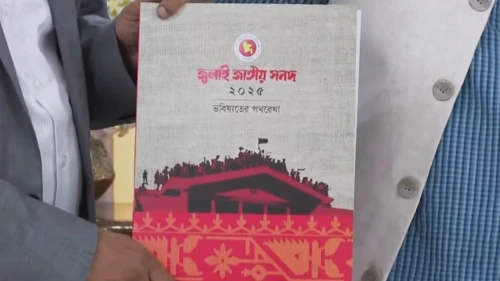 জুলাই জাতীয় সনদ
২০২৫
ভবিষ্যতের পথরেখা